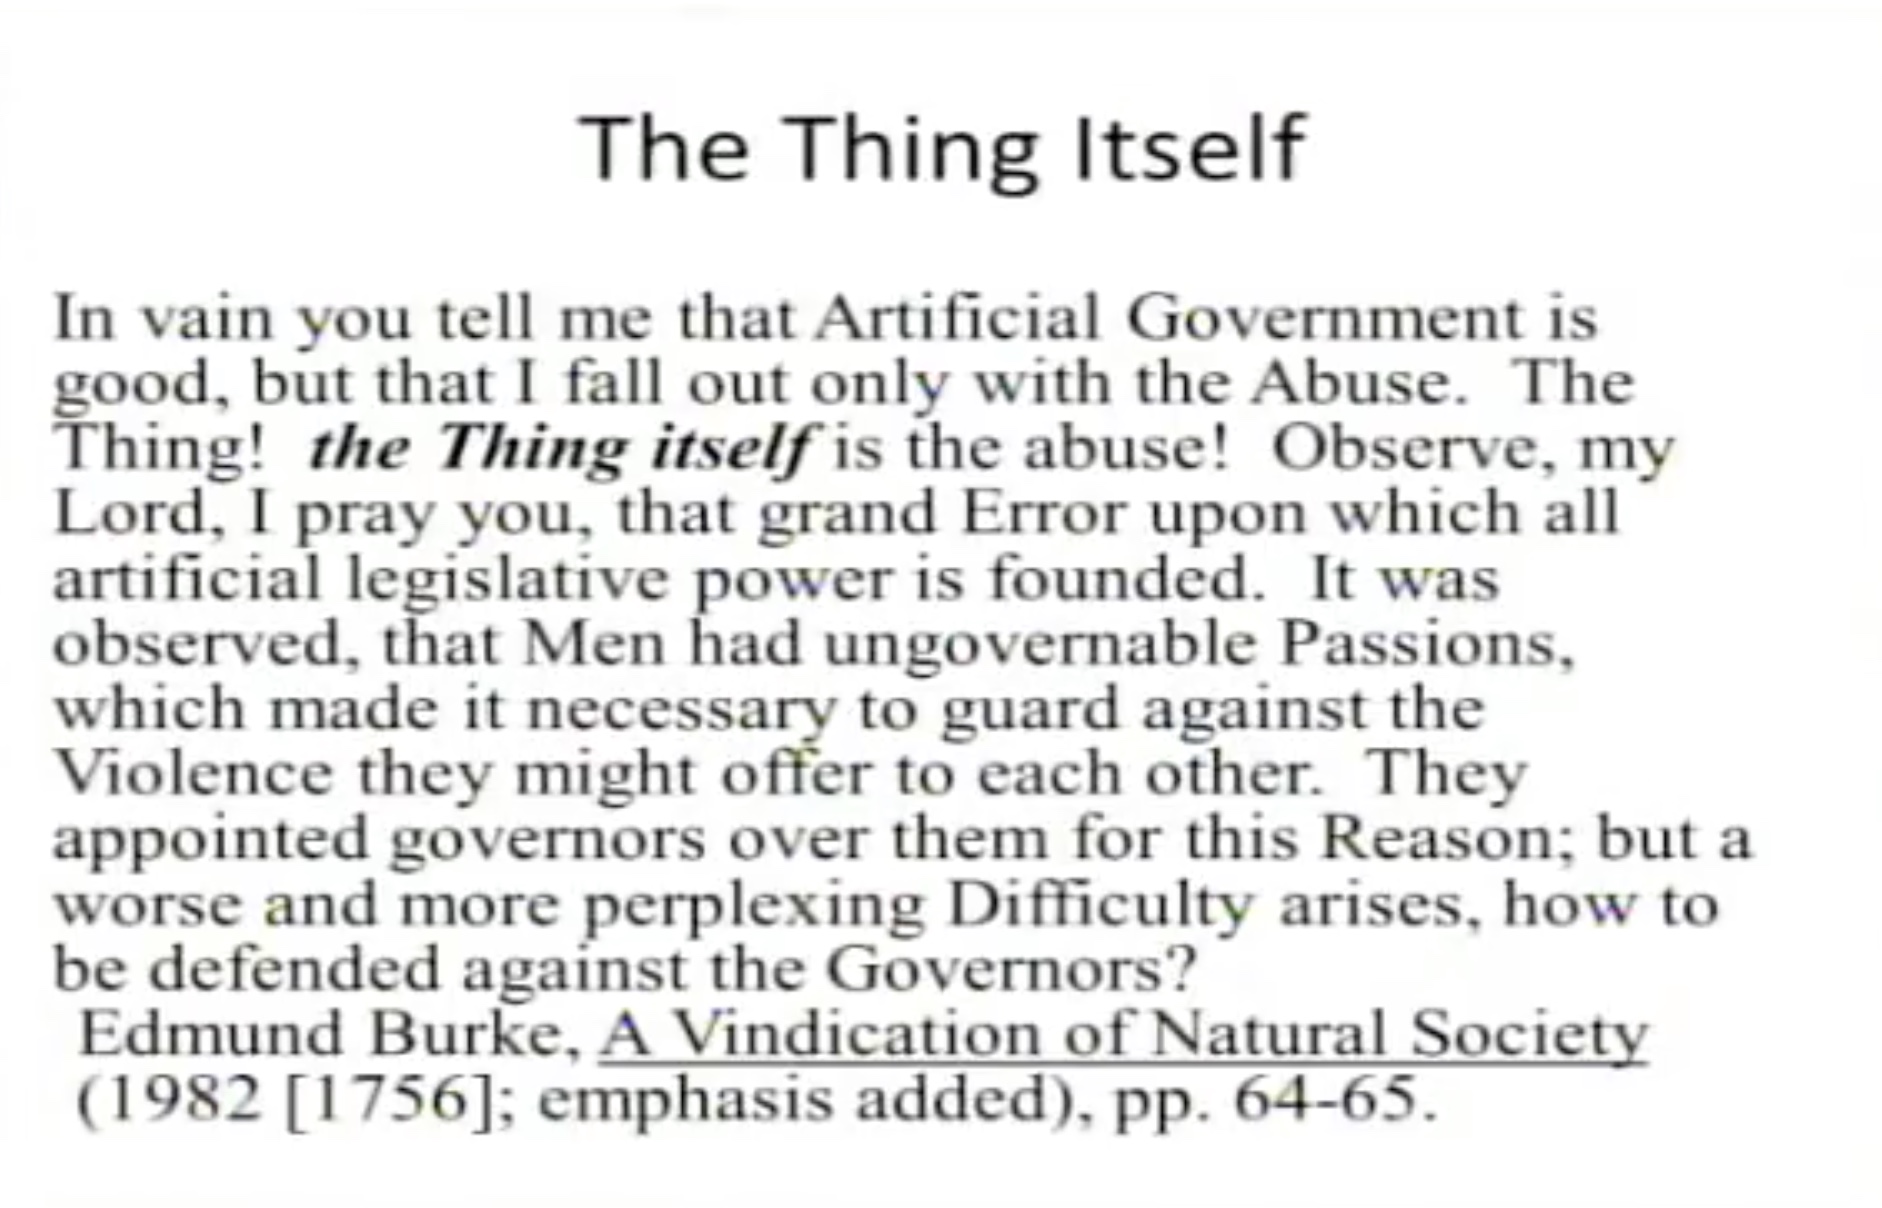 The Thing Itself
In vain you tell me that Artificial Government is
good, but that I fall out only with the Abuse. The
Thing! the Thing itself is the abuse! Observe, my
Lord, I pray you, that grand Error upon which all
artificial legislative power is founded. It was
observed, that Men had ungovernable Passions,
which made it necessary to guard against the
Violence they might offer to each other. They
appointed governors over them for this Reason; but a
worse and more perplexing Difficulty arises, how to
be defended against the Governors?
Edmund Burke, A Vindication of Natural Society
(1982 [1756]; emphasis added), pp. 64-65.